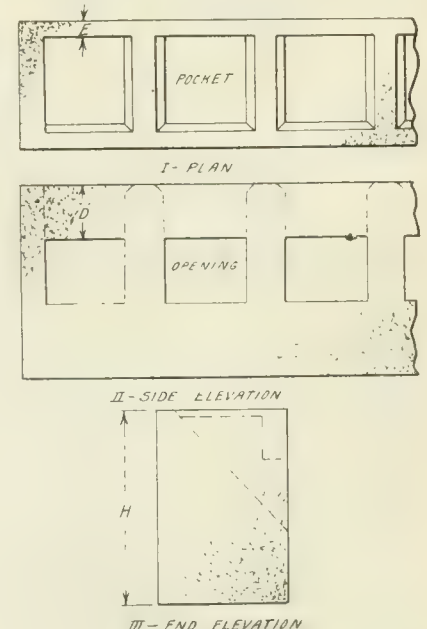 E
POCKET
I - PLAN
D
OPENING
II - SIDE ELEVATION
H
III - END ELEVATION